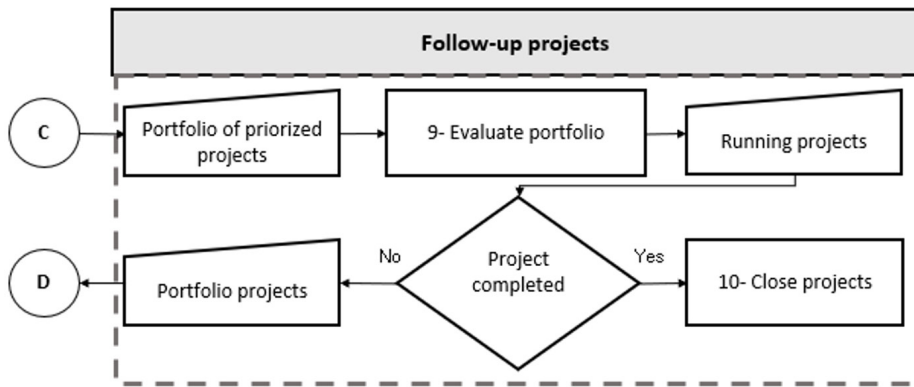 Follow-up projects
C
Portfolio of priorized
projects
9- Evaluate portfolio
Running projects
D
Portfolio projects
No
Project
completed
Yes
10- Close projects